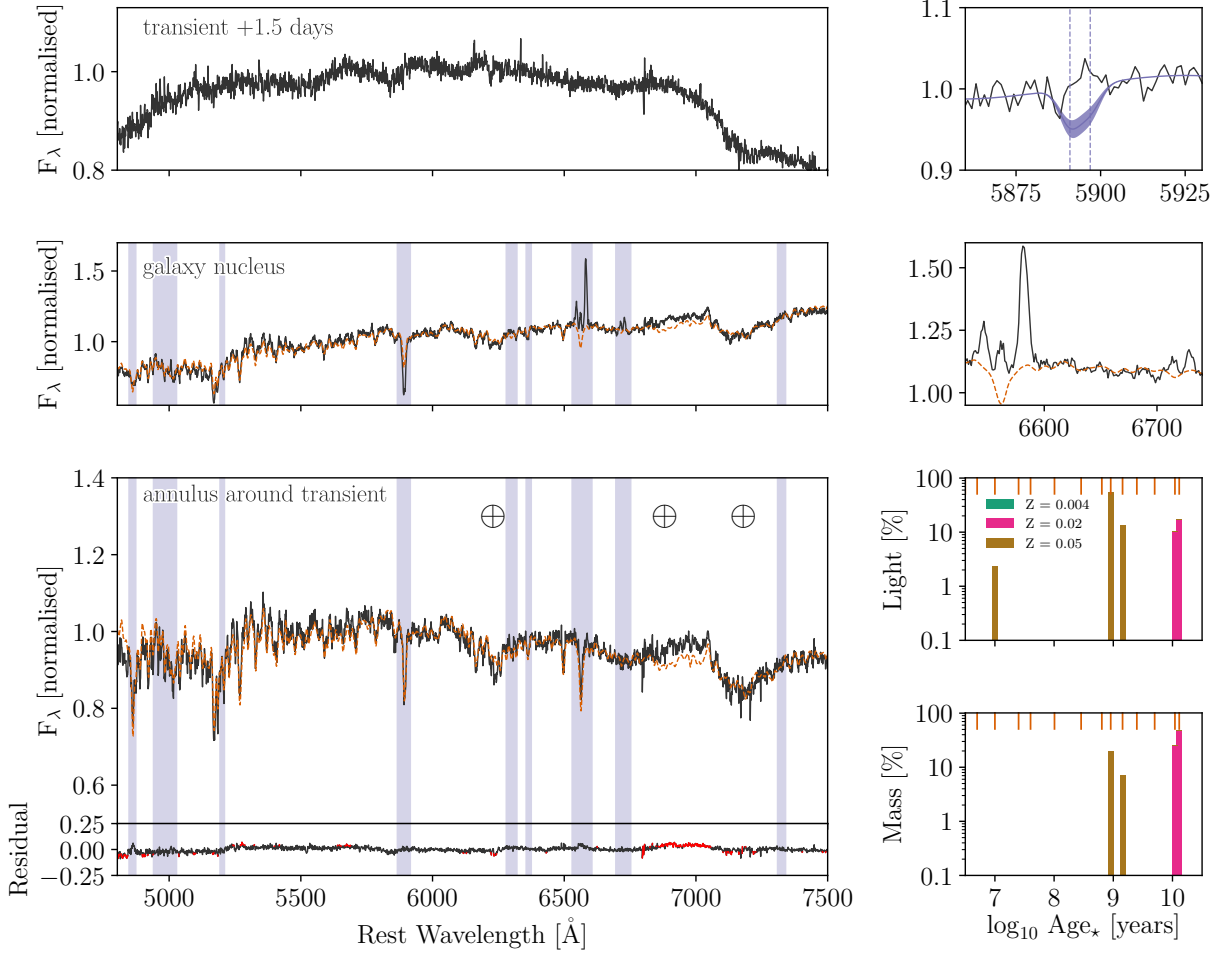 transient +1.5 days
F_λ [normalised]
1.0
0.8
1.1
1.0
0.9
5875 5900 5925
galaxy nucleus
F_λ [normalised]
1.5
1.0
1.50
1.25
1.00
6600 6700
annulus around transient
F_λ [normalised]
1.4
1.2
1.0
0.8
0.6
Residual
0.25
0.00
−0.25
5000 5500 6000 6500 7000 7500
Rest Wavelength [Å]
Light [%]
100
10
1
0.1
Z = 0.004
Z = 0.02
Z = 0.05
Mass [%]
100
10
1
0.1
7 8 9 10
log₁₀ Age⋆ [years]